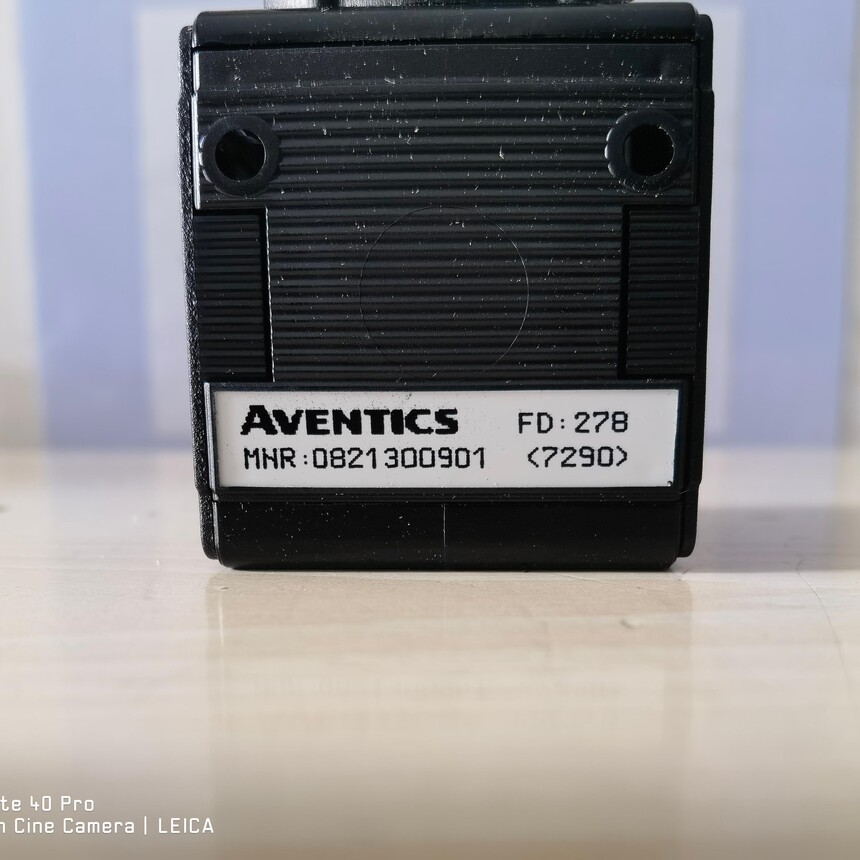 AVENTICS FD:278
MNR:0821300901 <7290>
te 40 Pro
Cine Camera | LEICA